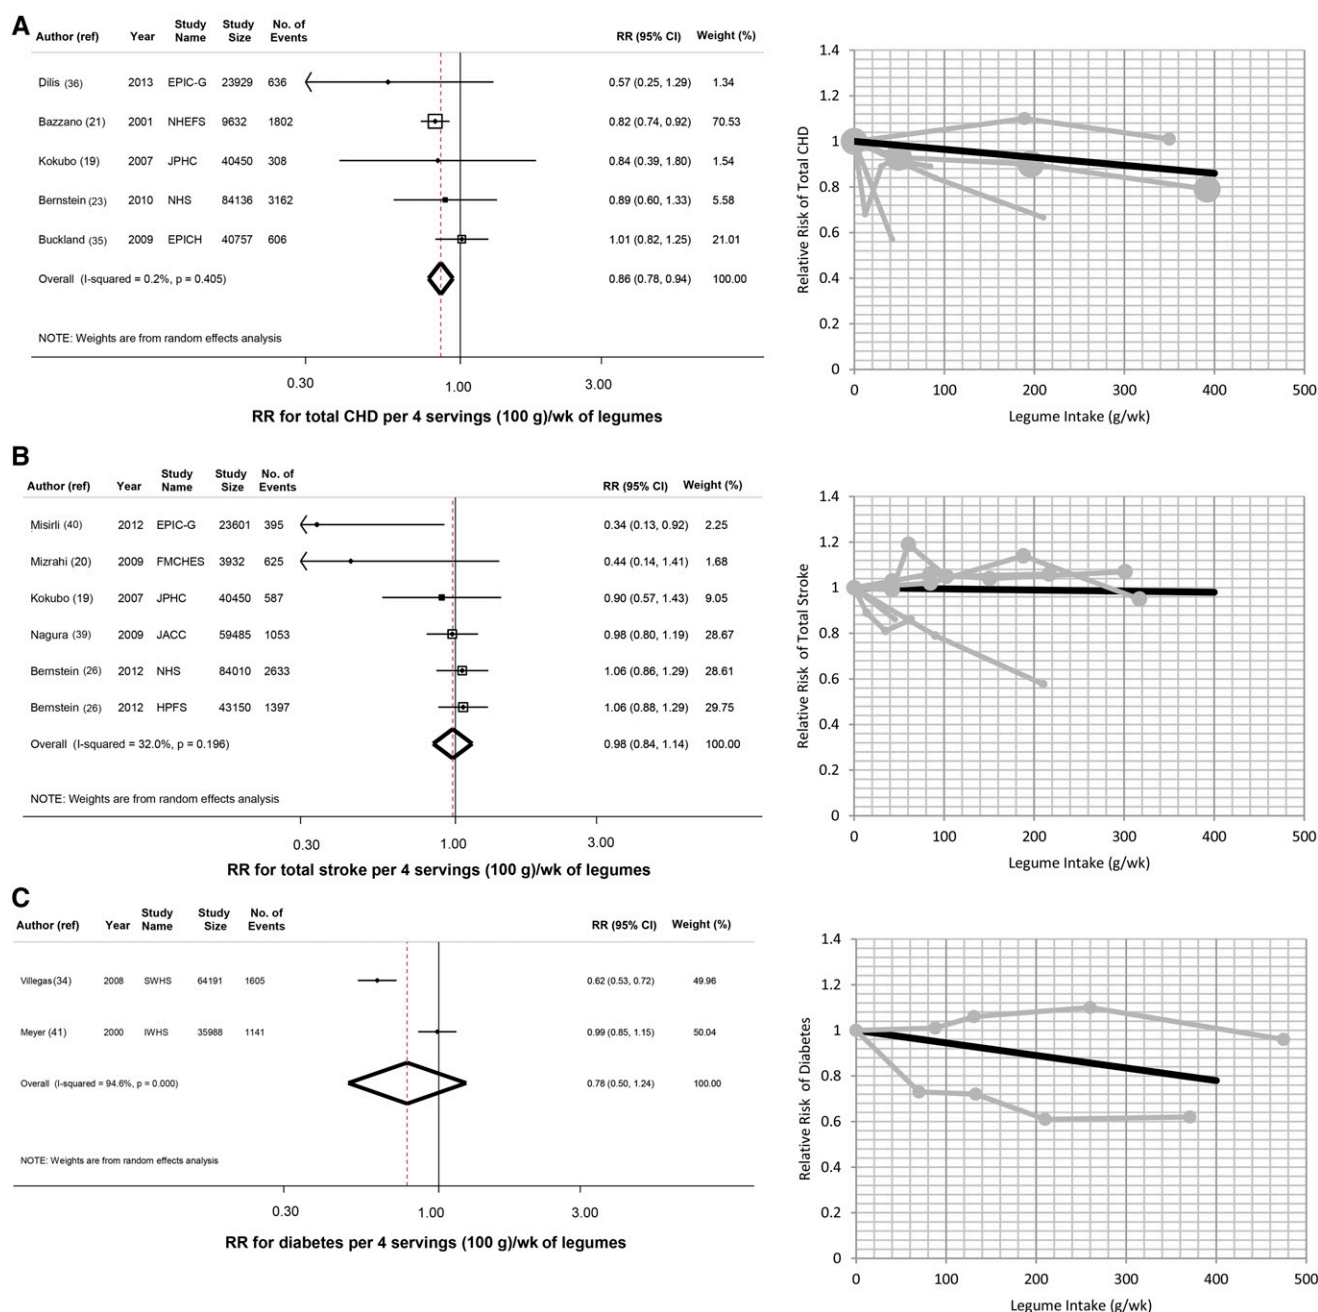 A
Author (ref) Year Study Name Study Size No. of Events RR (95% CI) Weight (%)
Dilis (36) 2013 EPIC-G 23929 636 0.57 (0.25, 1.29) 1.34
Bazzano (21) 2001 NHEFS 9632 1802 0.82 (0.74, 0.92) 70.53
Kokubo (19) 2007 JPHC 40450 308 0.84 (0.39, 1.80) 1.54
Bernstein (23) 2010 NHS 84136 3162 0.89 (0.60, 1.33) 5.58
Buckland (35) 2009 EPICH 40757 606 1.01 (0.82, 1.25) 21.01
Overall (I-squared = 0.2%, p = 0.405) 0.86 (0.78, 0.94) 100.00
NOTE: Weights are from random effects analysis
0.30 1.00 3.00
RR for total CHD per 4 servings (100 g)/wk of legumes
Relative Risk of Total CHD
1.4
1.2
1
0.8
0.6
0.4
0.2
0
0 100 200 300 400 500
Legume Intake (g/wk)
B
Author (ref) Year Study Name Study Size No. of Events RR (95% CI) Weight (%)
Misirli (40) 2012 EPIC-G 23601 395 0.34 (0.13, 0.92) 2.25
Mizrahi (20) 2009 FMCHES 3932 625 0.44 (0.14, 1.41) 1.68
Kokubo (19) 2007 JPHC 40450 587 0.90 (0.57, 1.43) 9.05
Nagura (39) 2009 JACC 59485 1053 0.98 (0.80, 1.19) 28.67
Bernstein (26) 2012 NHS 84010 2633 1.06 (0.86, 1.29) 28.61
Bernstein (26) 2012 HPFS 43150 1397 1.06 (0.88, 1.29) 29.75
Overall (I-squared = 32.0%, p = 0.196) 0.98 (0.84, 1.14) 100.00
NOTE: Weights are from random effects analysis
0.30 1.00 3.00
RR for total stroke per 4 servings (100 g)/wk of legumes
Relative Risk of Total Stroke
1.4
1.2
1
0.8
0.6
0.4
0.2
0
0 100 200 300 400 500
Legume Intake (g/wk)
C
Author (ref) Year Study Name Study Size No. of Events RR (95% CI) Weight (%)
Villegas(34) 2008 SWHS 64191 1605 0.62 (0.53, 0.72) 49.96
Meyer (41) 2000 IWHS 35988 1141 0.99 (0.85, 1.15) 50.04
Overall (I-squared = 94.6%, p = 0.000) 0.78 (0.50, 1.24) 100.00
NOTE: Weights are from random effects analysis
0.30 1.00 3.00
RR for diabetes per 4 servings (100 g)/wk of legumes
Relative Risk of Diabetes
1.4
1.2
1
0.8
0.6
0.4
0.2
0
0 100 200 300 400 500
Legume Intake (g/wk)